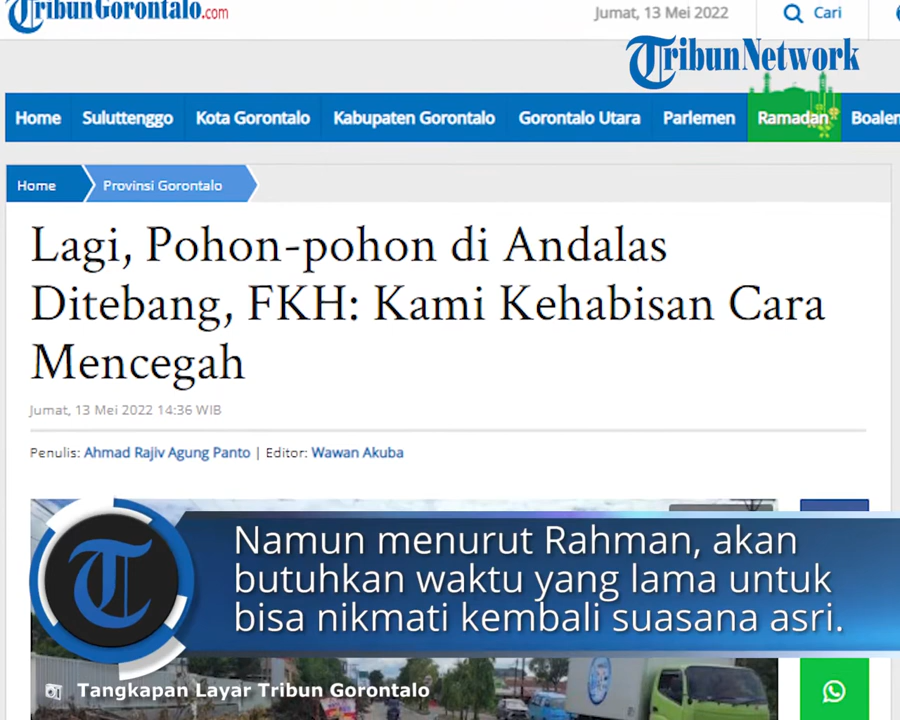 TribunGorontalo.com
Jumat, 13 Mei 2022
Cari
TribunNetwork
Home
Suluttenggo
Kota Gorontalo
Kabupaten Gorontalo
Gorontalo Utara
Parlemen
Ramadan
Boalem
Home
Provinsi Gorontalo
Lagi, Pohon-pohon di Andalas
Ditebang, FKH: Kami Kehabisan Cara
Mencegah
Jumat, 13 Mei 2022 14:36 WIB
Penulis: Ahmad Rajiv Agung Panto | Editor: Wawan Akuba
T
Namun menurut Rahman, akan
butuhkan waktu yang lama untuk
bisa nikmati kembali suasana asri.
Tangkapan Layar Tribun Gorontalo